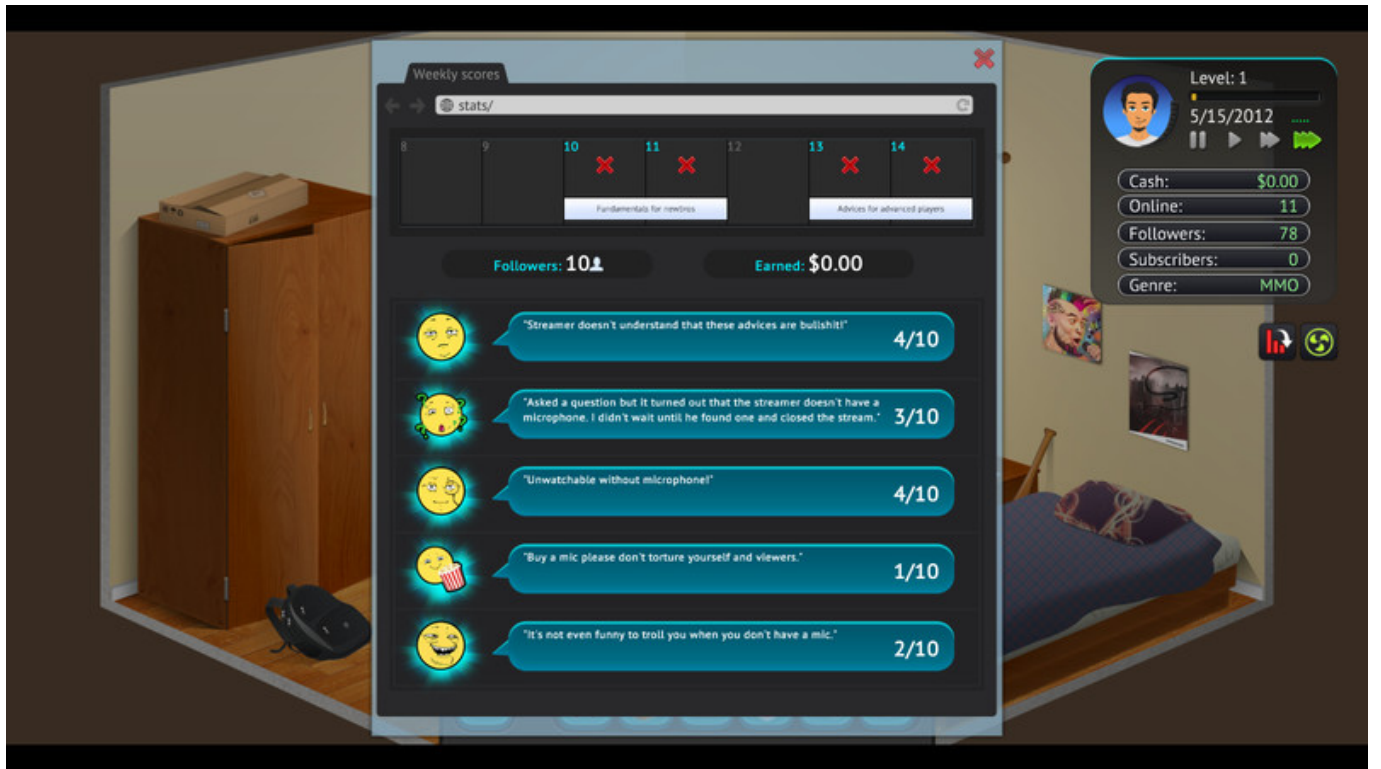 Weekly scores
stats/
8 9 10 11 12 13 14
Fundamentals for newbies Advices for advanced players
Followers: 10 Earned: $0.00
"Streamer doesn't understand that these advices are bullshit!"
4/10
"Asked a question but it turned out that the streamer doesn't have a
microphone. I didn't wait until he found one and closed the stream."
3/10
"Unwatchable without microphone!"
4/10
"Buy a mic please don't torture yourself and viewers."
1/10
"It's not even funny to troll you when you don't have a mic."
2/10
Level: 1
5/15/2012 .....
Cash: $0.00
Online: 11
Followers: 78
Subscribers: 0
Genre: MMO